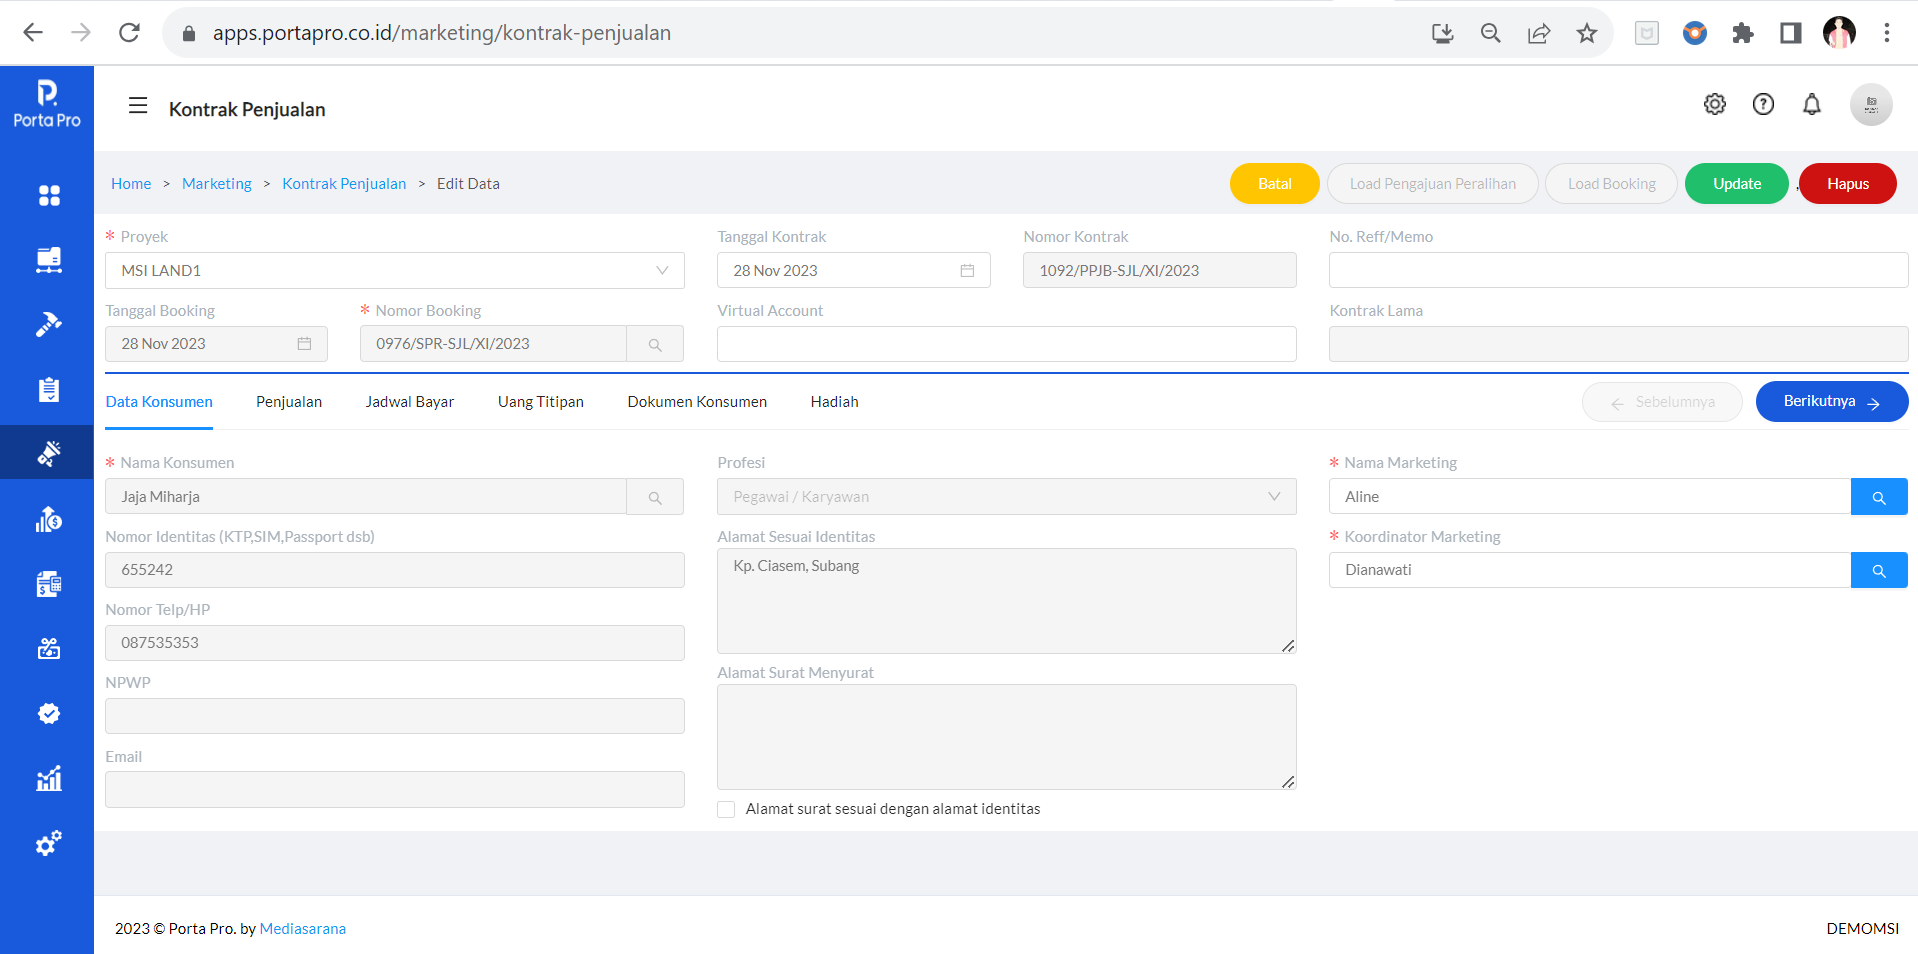 apps.portapro.co.id/marketing/kontrak-penjualan
Porta Pro
Kontrak Penjualan
Home > Marketing > Kontrak Penjualan > Edit Data
Batal
Load Pengajuan Peralihan
Load Booking
Update
,
Hapus
* Proyek
Tanggal Kontrak
Nomor Kontrak
No. Reff/Memo
MSI LAND1
28 Nov 2023
1092/PPJB-SJL/XI/2023
Tanggal Booking
* Nomor Booking
Virtual Account
Kontrak Lama
28 Nov 2023
0976/SPR-SJL/XI/2023
Data Konsumen
Penjualan
Jadwal Bayar
Uang Titipan
Dokumen Konsumen
Hadiah
← Sebelumnya
Berikutnya →
* Nama Konsumen
Profesi
* Nama Marketing
Jaja Miharja
Pegawai / Karyawan
Aline
Nomor Identitas (KTP,SIM,Passport dsb)
Alamat Sesuai Identitas
* Koordinator Marketing
655242
Kp. Ciasem, Subang
Dianawati
Nomor Telp/HP
087535353
NPWP
Alamat Surat Menyurat
Email
Alamat surat sesuai dengan alamat identitas
2023 © Porta Pro. by Mediasarana
DEMOMSI